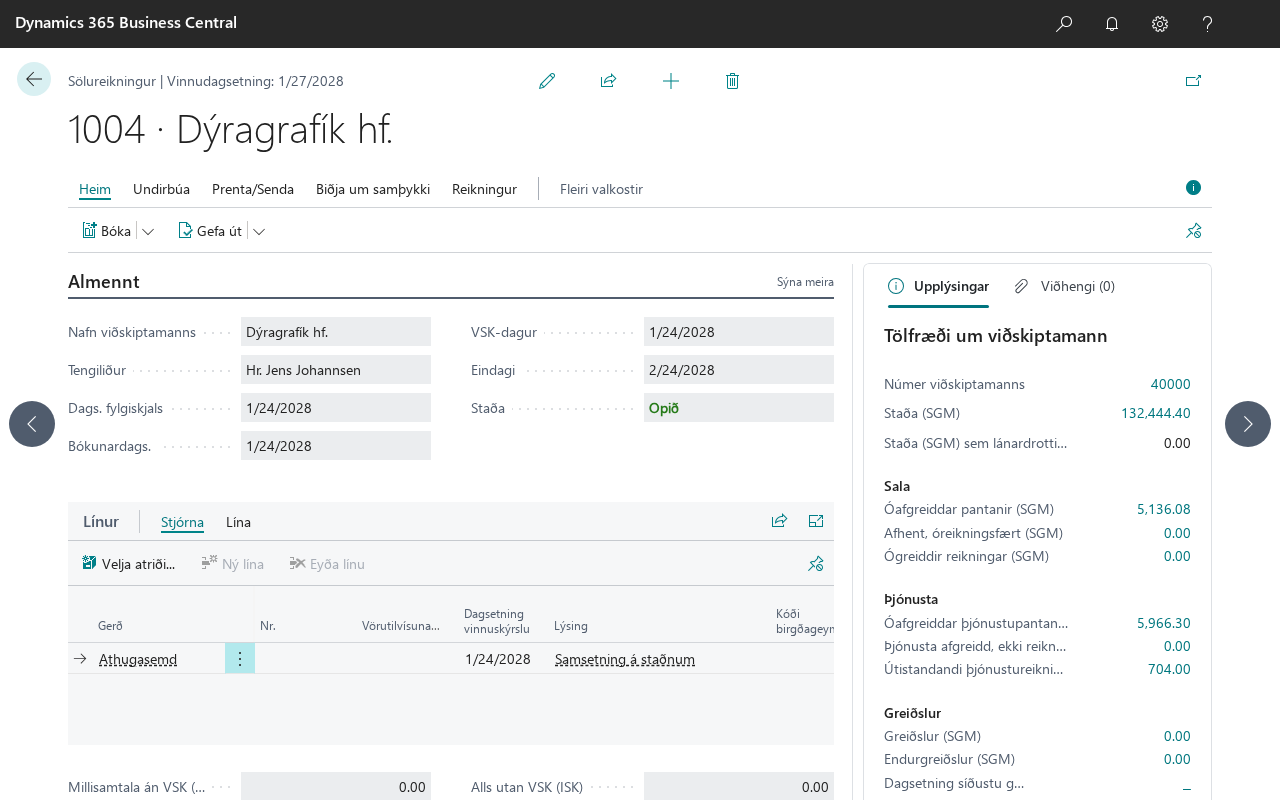 Dynamics 365 Business Central
Sölureikningur | Vinnudagsetning: 1/27/2028
1004 · Dýragrafík hf.
Heim Undirbúa Prenta/Senda Biðja um samþykki Reikningur Fleiri valkostir
Bóka Gefa út
Almennt Sýna meira
Nafn viðskiptamanns Dýragrafík hf.
Tengiliður Hr. Jens Johannsen
Dags. fylgiskjals 1/24/2028
Bókunardags. 1/24/2028
VSK-dagur 1/24/2028
Eindagi 2/24/2028
Staða Opið
Línur Stjórna Lína
Velja atriði... Ný lína Eyða línu
Gerð Nr. Vörutilvísuna... Dagsetning vinnuskýrslu Lýsing Kóði birgðageyn
Athugasemd 1/24/2028 Samsetning á staðnum
Millisamtala án VSK (... 0.00 Alls utan VSK (ISK) 0.00
Upplýsingar Viðhengi (0)
Tölfræði um viðskiptamann
Númer viðskiptamanns 40000
Staða (SGM) 132,444.40
Staða (SGM) sem lánardrotti... 0.00
Sala
Óafgreiddar pantanir (SGM) 5,136.08
Afhent, óreikningsfært (SGM) 0.00
Ógreiddir reikningar (SGM) 0.00
Þjónusta
Óafgreiddar þjónustupantan... 5,966.30
Þjónusta afgreidd, ekki reikn... 0.00
Útistandandi þjónustureikni... 704.00
Greiðslur
Greiðslur (SGM) 0.00
Endurgreiðslur (SGM) 0.00
Dagsetning síðustu g... _